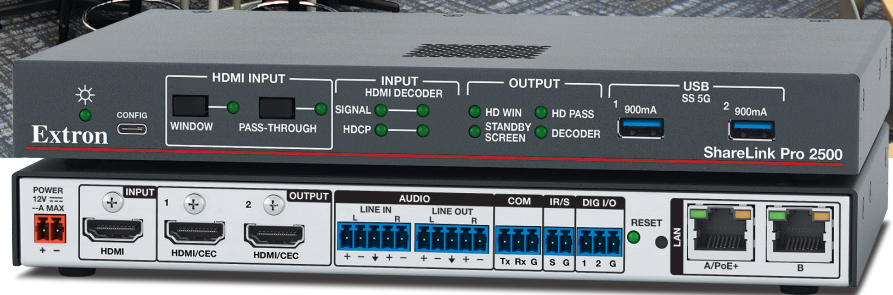 HDMI INPUT
INPUT
HDMI DECODER
OUTPUT
USB
SS 5G
CONFIG
WINDOW
PASS-THROUGH
SIGNAL
HDCP
HD WIN
HD PASS
STANDBY
SCREEN
DECODER
1 900mA
2 900mA
Extron
ShareLink Pro 2500
POWER
12V
--A MAX
+ −
INPUT
HDMI
OUTPUT
1
2
HDMI/CEC
HDMI/CEC
AUDIO
LINE IN
LINE OUT
L R
L R
+ − + −
+ − + −
COM
Tx Rx G
IR/S
S G
DIG I/O
1 2 G
RESET
LAN
A/PoE+
B